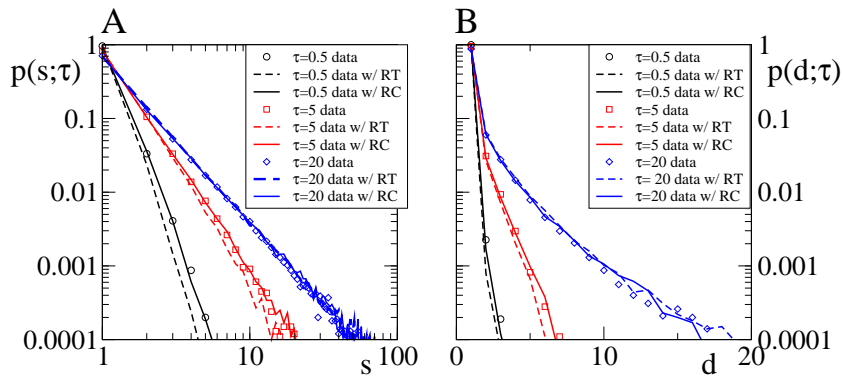 A
B
p(s;τ)
p(d;τ)
1
0.1
0.01
0.001
0.0001
1
10
100
s
τ=0.5 data
τ=0.5 data w/ RT
τ=0.5 data w/ RC
τ=5 data
τ=5 data w/ RT
τ=5 data w/ RC
τ=20 data
τ=20 data w/ RT
τ=20 data w/ RC
τ=0.5 data
τ=0.5 data w/ RT
τ=0.5 data w/ RC
τ=5 data
τ=5 data w/ RT
τ=5 data w/ RC
τ=20 data
τ= 20 data w/ RT
τ=20 data w/ RC
1
0.1
0.01
0.001
0.0001
0
10
20
d